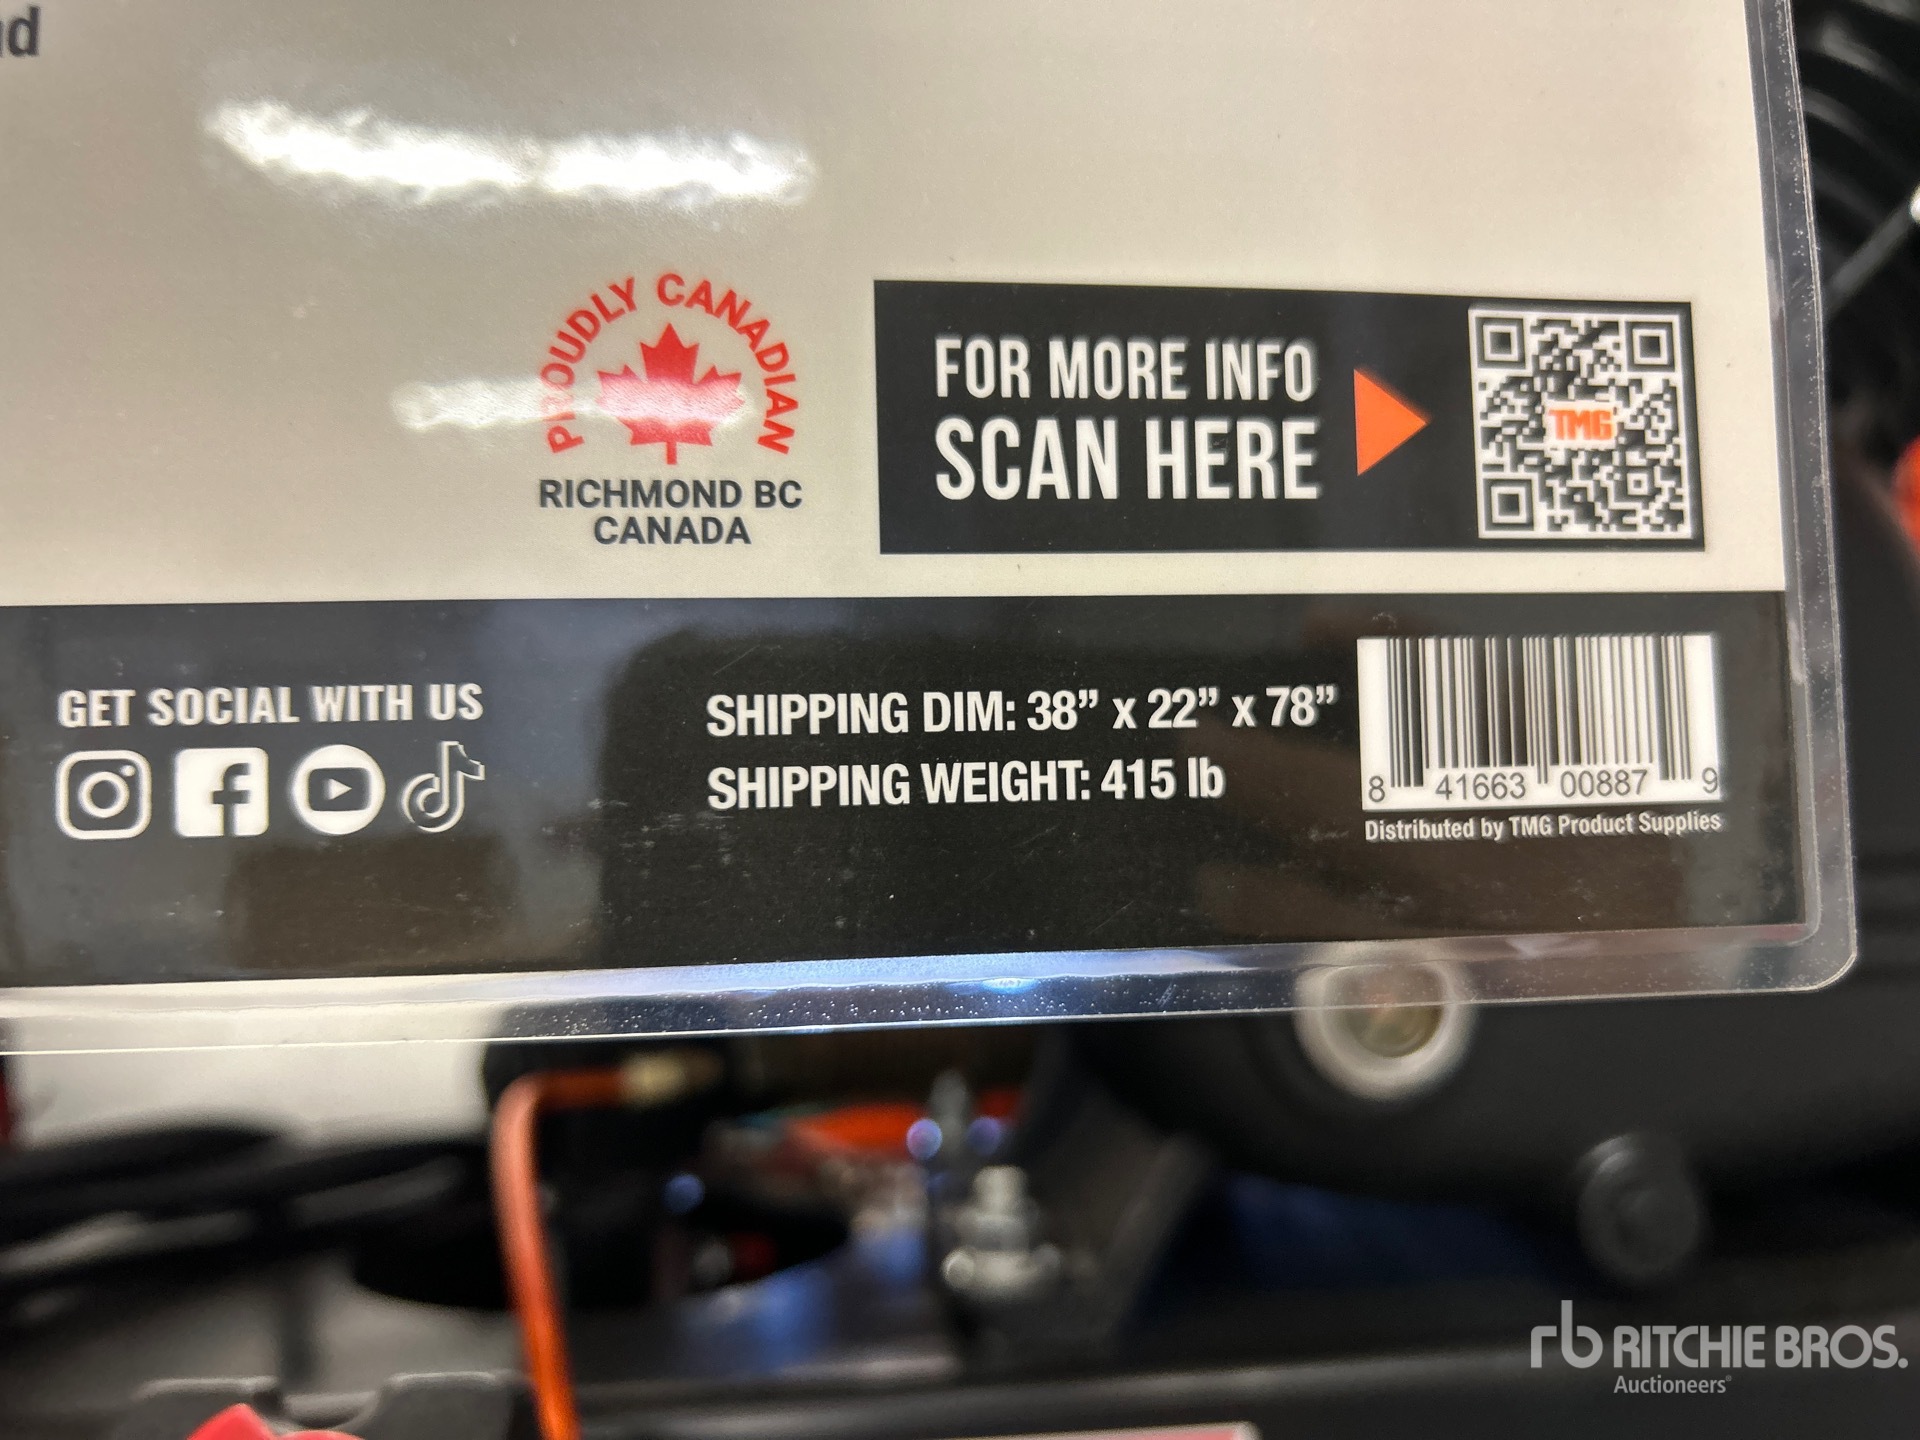 PROUDLY CANADIAN
RICHMOND BC
CANADA
FOR MORE INFO
SCAN HERE
TMG
GET SOCIAL WITH US
SHIPPING DIM: 38” x 22” x 78”
SHIPPING WEIGHT: 415 lb
8 41663 00887 9
Distributed by TMG Product Supplies
rb RITCHIE BROS.
Auctioneers®